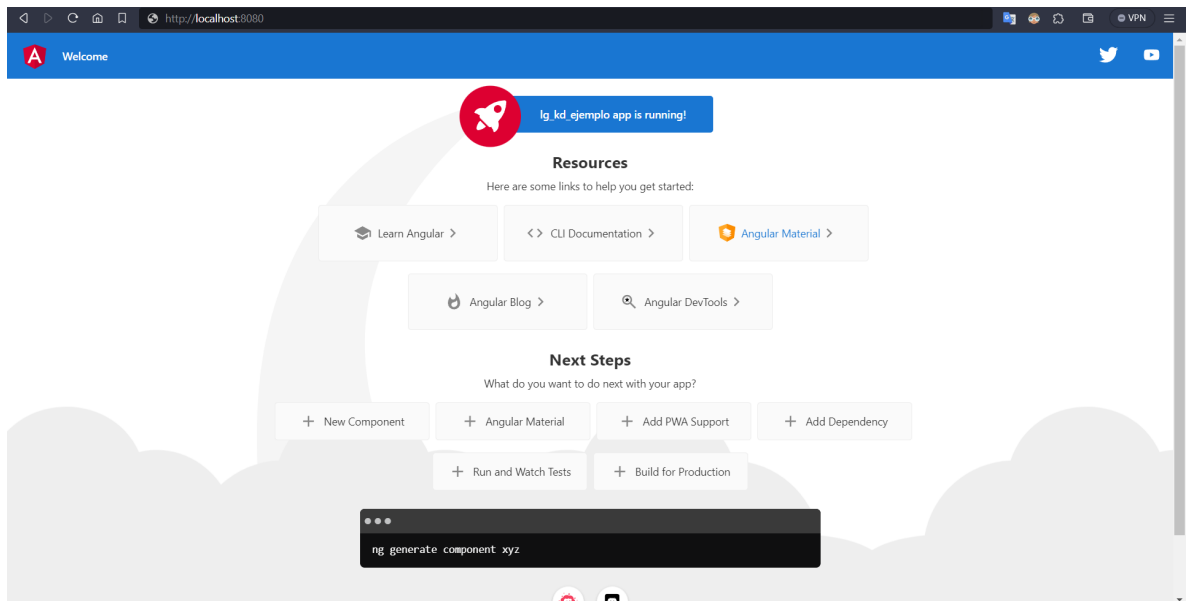 http://localhost:8080
VPN
Welcome
lg_kd_ejemplo app is running!
Resources
Here are some links to help you get started:
Learn Angular
CLI Documentation
Angular Material
Angular Blog
Angular DevTools
Next Steps
What do you want to do next with your app?
New Component
Angular Material
Add PWA Support
Add Dependency
Run and Watch Tests
Build for Production
ng generate component xyz